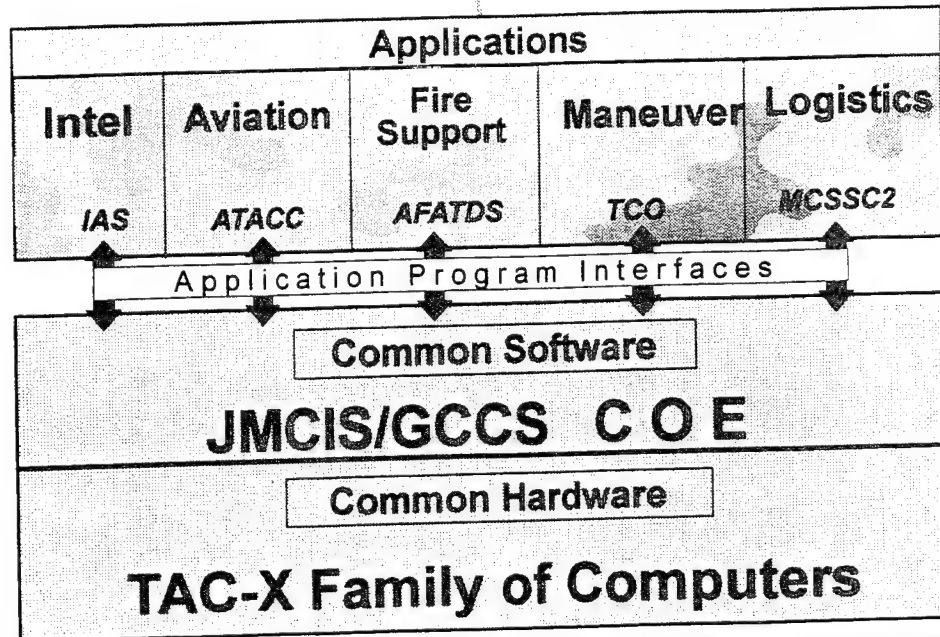 Applications
Intel
Aviation
Fire
Support
Maneuver
Logistics
IAS
ATACC
AFATDS
TCO
MCSSC2
Application Program Interfaces
Common Software
JMCIS/GCCS C O E
Common Hardware
TAC-X Family of Computers